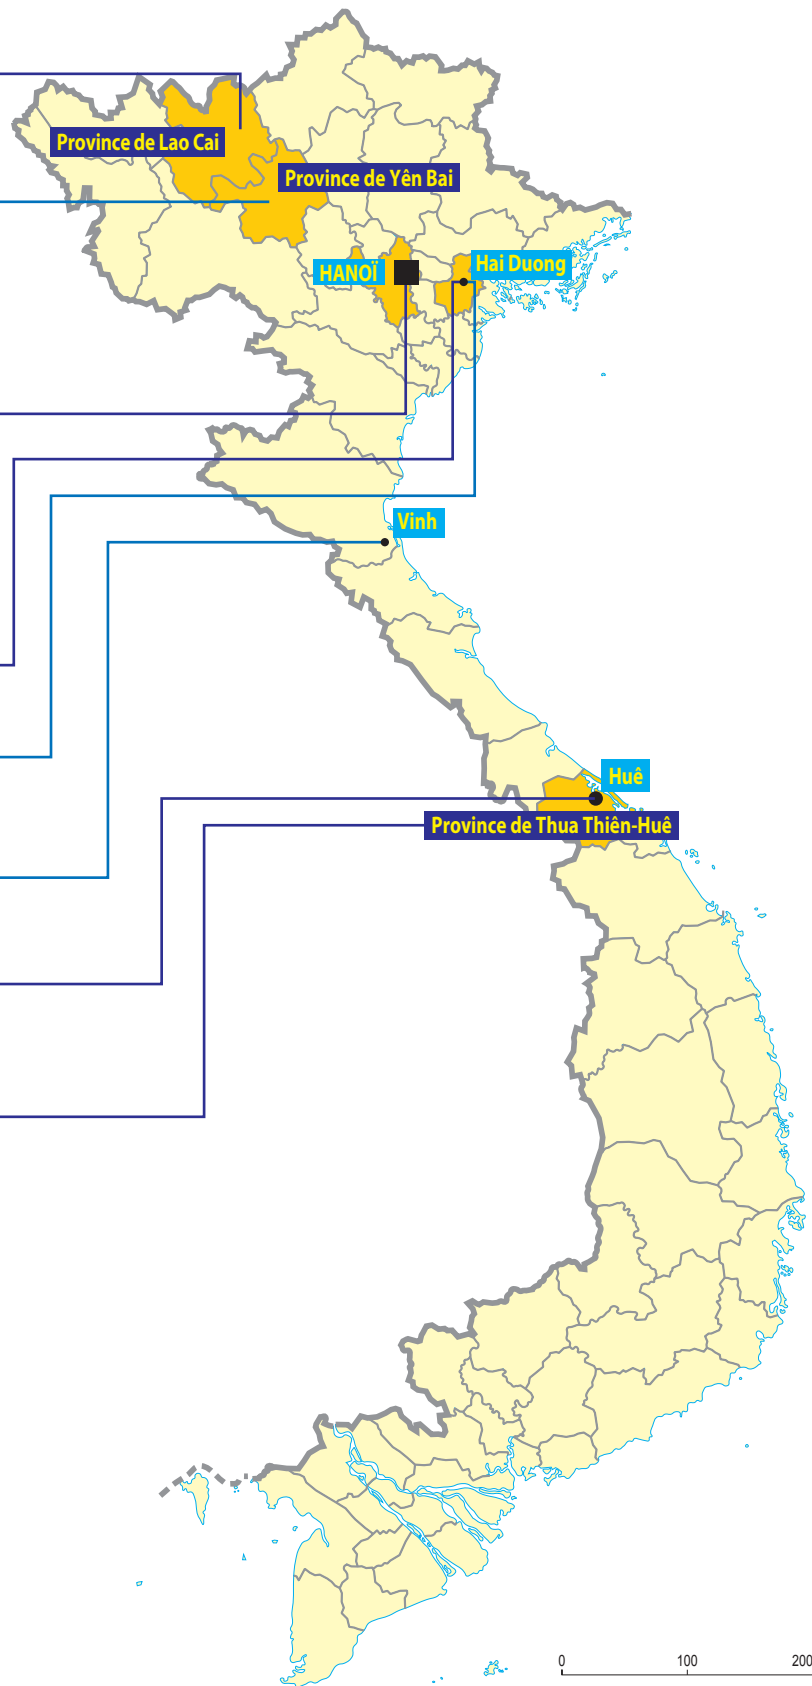 Province de Lao Cai
Province de Yên Bai
HANOÏ
Hai Duong
Vinh
Huê
Province de Thua Thiên-Huê
0 100 200